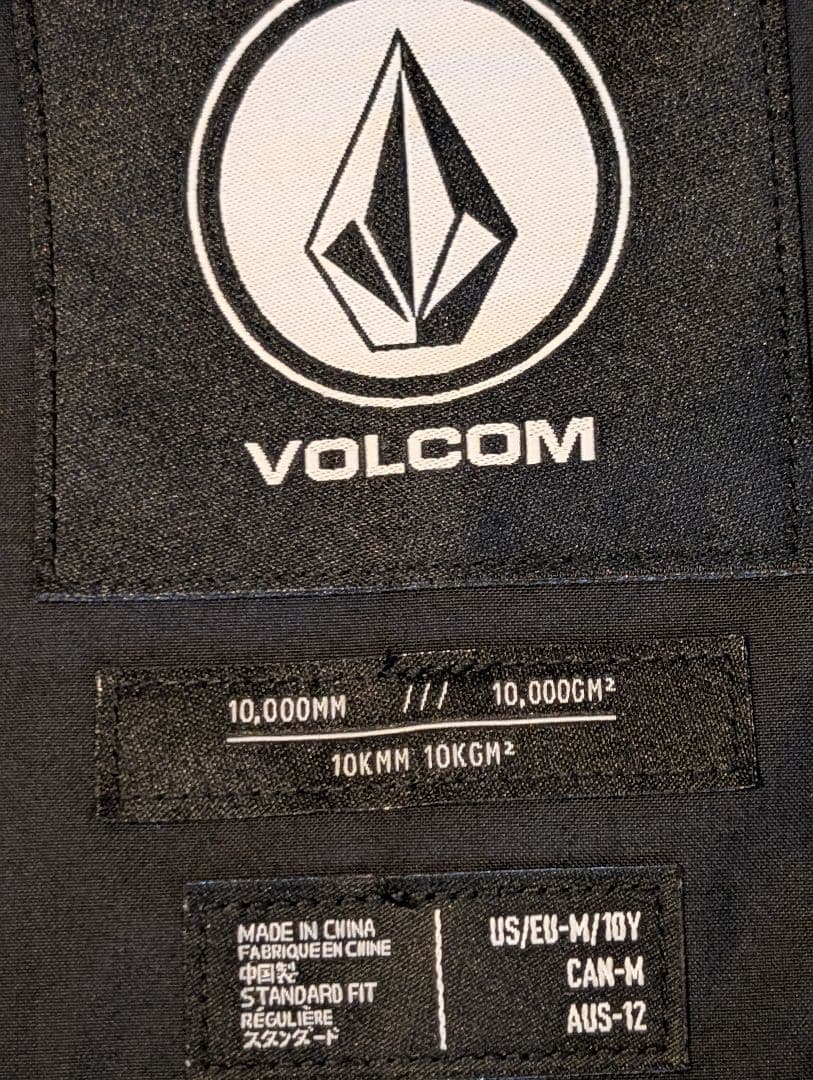 VOLCOM
10,000MM /// 10,000GM²
10KMM 10KGM²
MADE IN CHINA
FABRIQUE EN CHINE
中国製
STANDARD FIT
RÉGULIÈRE
スタンダード
US/EU-M/10Y
CAN-M
AUS-12